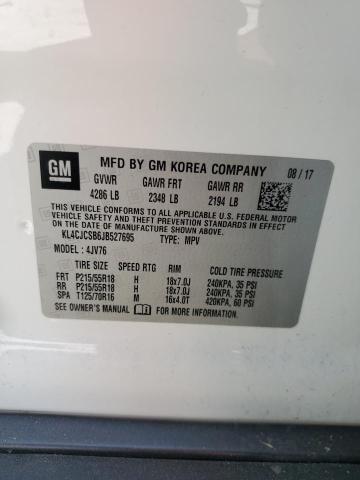 GM
MFD BY GM KOREA COMPANY 08 / 17
GVWR GAWR FRT GAWR RR
4286 LB 2348 LB 2194 LB
THIS VEHICLE CONFORMS TO ALL APPLICABLE U.S. FEDERAL MOTOR
VEHICLE SAFETY, BUMPER, AND THEFT PREVENTION STANDARDS IN EFFECT
ON THE DATE OF MANUFACTURE SHOWN ABOVE.
KL4CJCSB6JB527695 TYPE: MPV
MODEL: 4JV76
TIRE SIZE SPEED RTG RIM COLD TIRE PRESSURE
FRT P215/55R18 H 18x7.0J 240KPA, 35 PSI
RR P215/55R18 H 18x7.0J 240KPA, 35 PSI
SPA T125/70R16 M 16x4.0T 420KPA, 60 PSI
SEE OWNER'S MANUAL FOR MORE INFORMATION